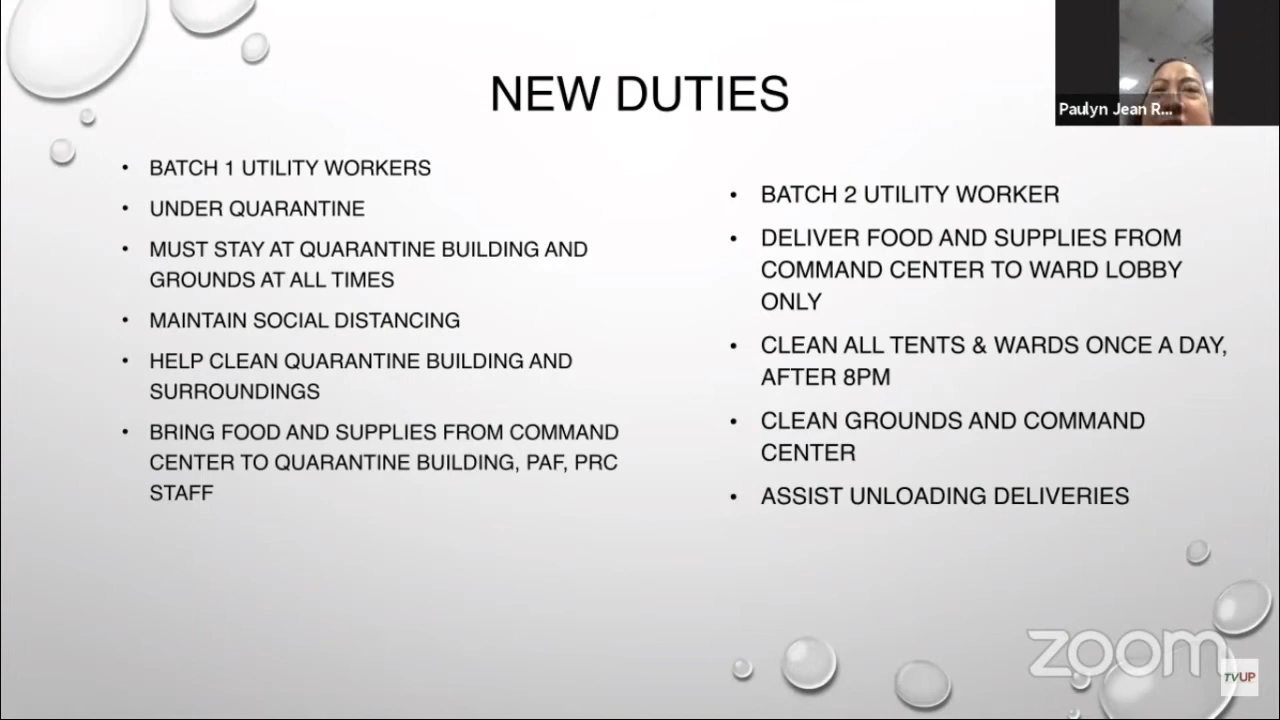 NEW DUTIES
Paulyn Jean R...
• BATCH 1 UTILITY WORKERS
• UNDER QUARANTINE
• MUST STAY AT QUARANTINE BUILDING AND
GROUNDS AT ALL TIMES
• MAINTAIN SOCIAL DISTANCING
• HELP CLEAN QUARANTINE BUILDING AND
SURROUNDINGS
• BRING FOOD AND SUPPLIES FROM COMMAND
CENTER TO QUARANTINE BUILDING, PAF, PRC
STAFF
• BATCH 2 UTILITY WORKER
• DELIVER FOOD AND SUPPLIES FROM
COMMAND CENTER TO WARD LOBBY
ONLY
• CLEAN ALL TENTS & WARDS ONCE A DAY,
AFTER 8PM
• CLEAN GROUNDS AND COMMAND
CENTER
• ASSIST UNLOADING DELIVERIES
zoom
TVUP